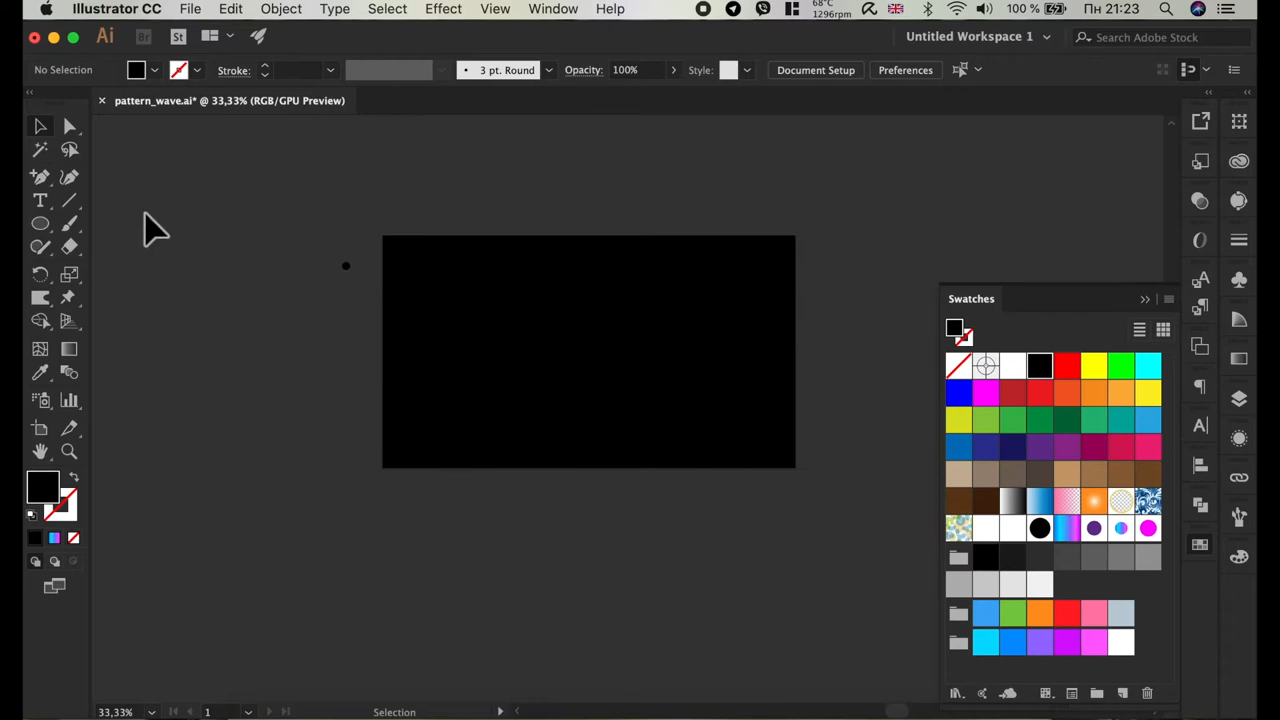 Illustrator CC File Edit Object Type Select Effect View Window Help 68°C 1296rpm 100 % Пн 21:23
Ai Br St Untitled Workspace 1 Search Adobe Stock
No Selection Stroke: 3 pt. Round Opacity: 100% Style: Document Setup Preferences
pattern_wave.ai* @ 33,33% (RGB/GPU Preview)
Swatches
33,33% 1 Selection